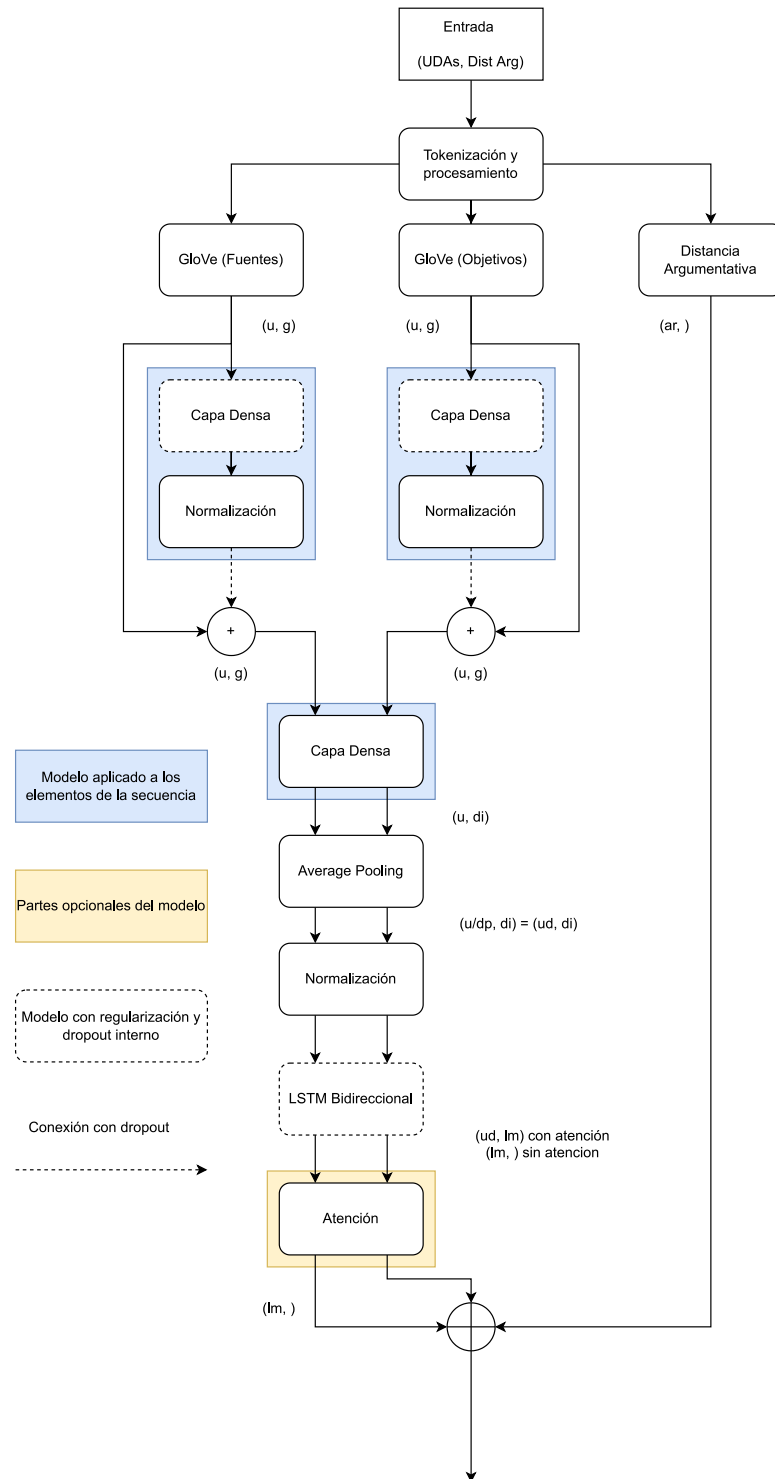 Entrada
(UDAs, Dist Arg)
Tokenización y
procesamiento
GloVe (Fuentes)
GloVe (Objetivos)
Distancia
Argumentativa
(u, g)
(u, g)
(ar, )
Capa Densa
Capa Densa
Normalización
Normalización
+
+
(u, g)
(u, g)
Capa Densa
Modelo aplicado a los
elementos de la secuencia
(u, di)
Average Pooling
Partes opcionales del modelo
(u/dp, di) = (ud, di)
Normalización
Modelo con regularización y
dropout interno
LSTM Bidireccional
Conexión con dropout
(ud, lm) con atención
(lm, ) sin atencion
Atención
(lm, )